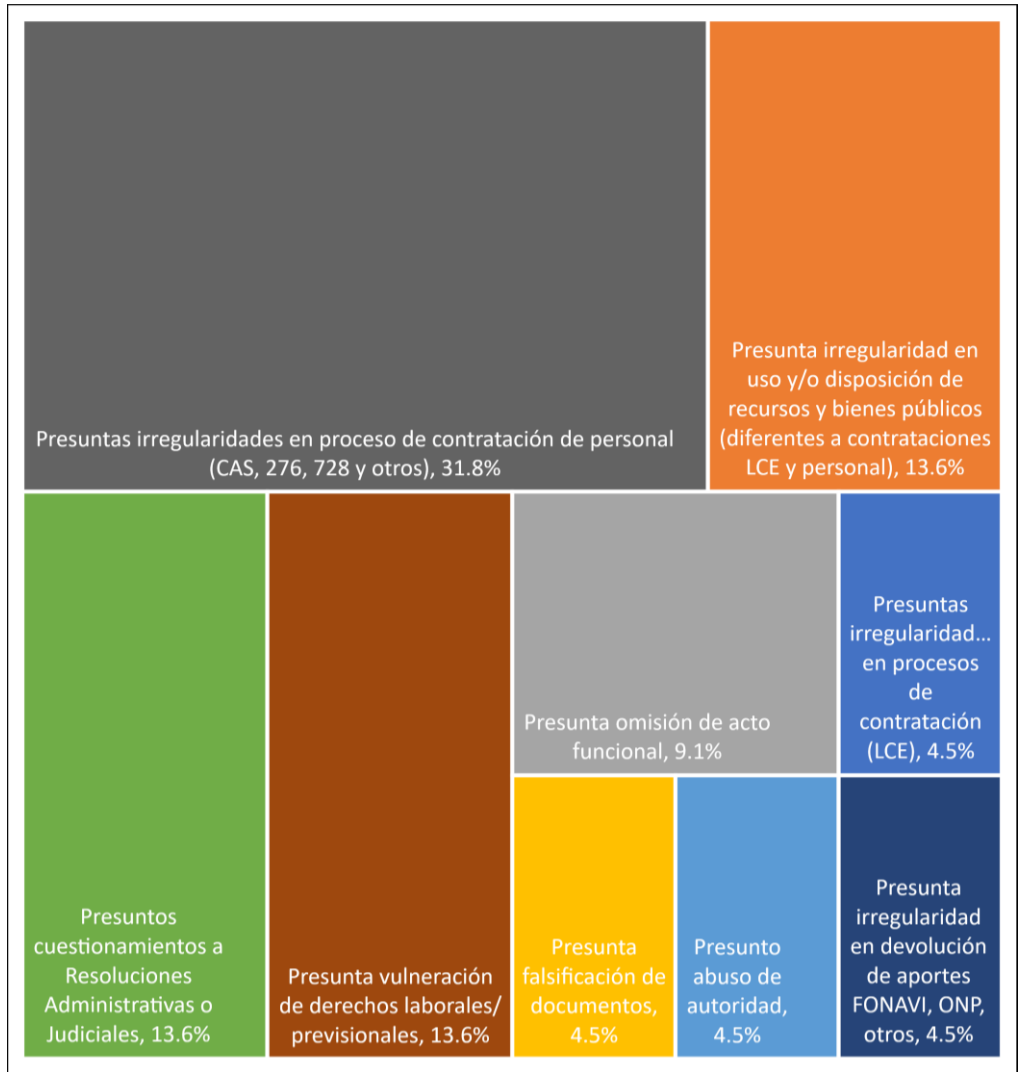 Presuntas irregularidades en proceso de contratación de personal
(CAS, 276, 728 y otros), 31.8%
Presunta irregularidad en
uso y/o disposición de
recursos y bienes públicos
(diferentes a contrataciones
LCE y personal), 13.6%
Presuntos
cuestionamientos a
Resoluciones
Administrativas o
Judiciales, 13.6%
Presunta vulneración
de derechos laborales/
previsionales, 13.6%
Presunta omisión de acto
funcional, 9.1%
Presuntas
irregularidad...
en procesos
de
contratación
(LCE), 4.5%
Presunta
falsificación de
documentos,
4.5%
Presunto
abuso de
autoridad,
4.5%
Presunta
irregularidad
en devolución
de aportes
FONAVI, ONP,
otros, 4.5%